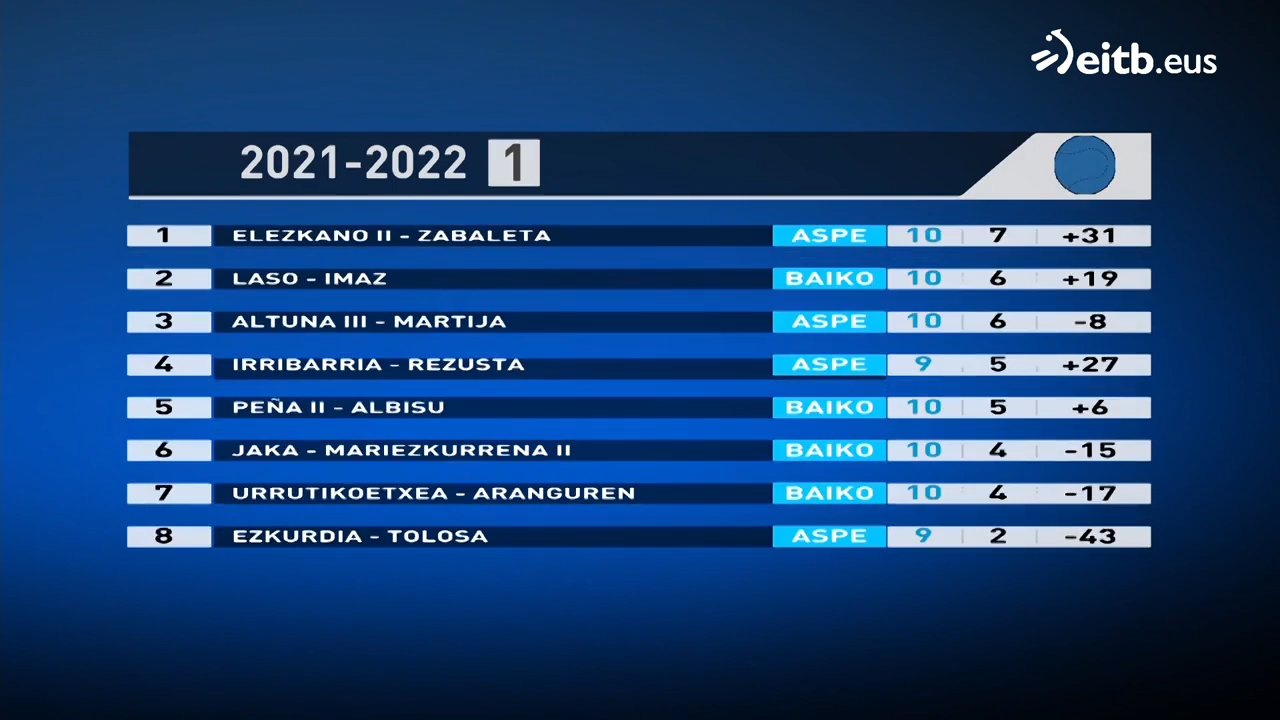 eitb.eus
2021-2022 1
1 ELEZKANO II - ZABALETA ASPE 10 7 +31
2 LASO - IMAZ BAIKO 10 6 +19
3 ALTUNA III - MARTIJA ASPE 10 6 -8
4 IRRIBARRIA - REZUSTA ASPE 9 5 +27
5 PEÑA II - ALBISU BAIKO 10 5 +6
6 JAKA - MARIEZKURRENA II BAIKO 10 4 -15
7 URRUTIKOETXEA - ARANGUREN BAIKO 10 4 -17
8 EZKURDIA - TOLOSA ASPE 9 2 -43